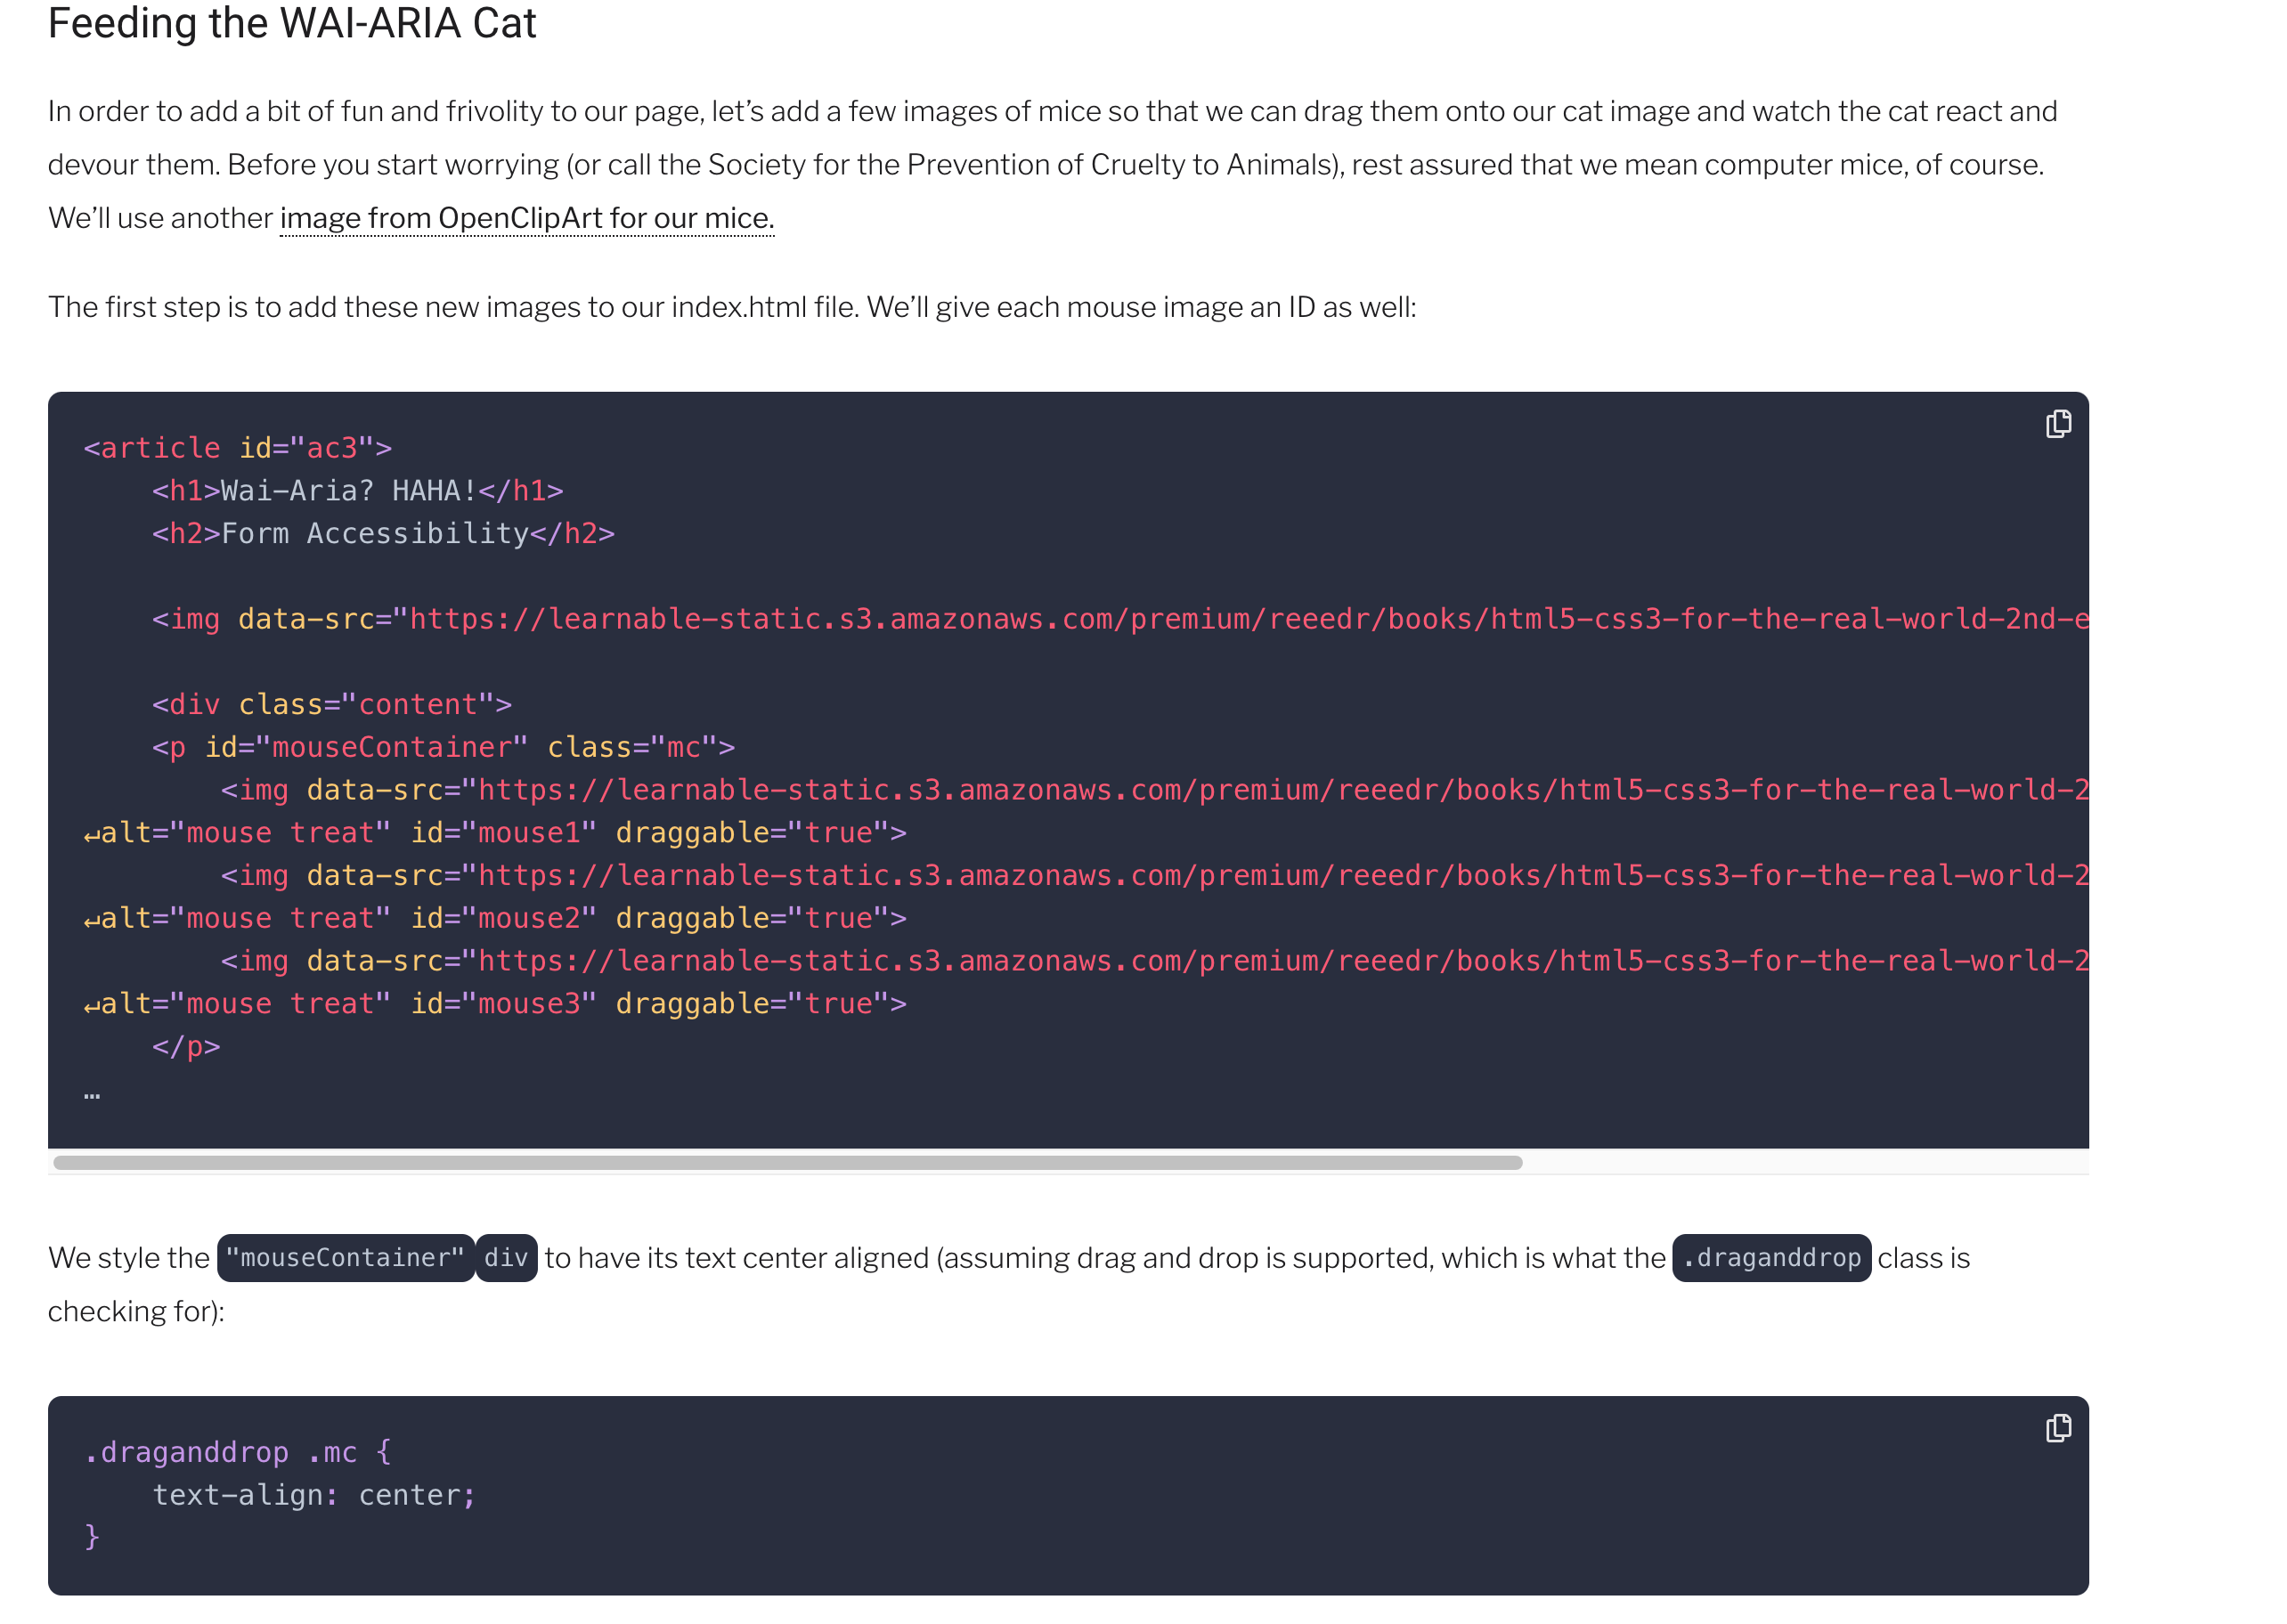 Feeding the WAI-ARIA Cat
In order to add a bit of fun and frivolity to our page, let’s add a few images of mice so that we can drag them onto our cat image and watch the cat react and
devour them. Before you start worrying (or call the Society for the Prevention of Cruelty to Animals), rest assured that we mean computer mice, of course.
We’ll use another image from OpenClipArt for our mice.
The first step is to add these new images to our index.html file. We’ll give each mouse image an ID as well:
<article id="ac3">
    <h1>Wai-Aria? HAHA!</h1>
    <h2>Form Accessibility</h2>
    <img data-src="https://learnable-static.s3.amazonaws.com/premium/reeedr/books/html5-css3-for-the-real-world-2nd-e
    <div class="content">
    <p id="mouseContainer" class="mc">
        <img data-src="https://learnable-static.s3.amazonaws.com/premium/reeedr/books/html5-css3-for-the-real-world-2
↵alt="mouse treat" id="mouse1" draggable="true">
        <img data-src="https://learnable-static.s3.amazonaws.com/premium/reeedr/books/html5-css3-for-the-real-world-2
↵alt="mouse treat" id="mouse2" draggable="true">
        <img data-src="https://learnable-static.s3.amazonaws.com/premium/reeedr/books/html5-css3-for-the-real-world-2
↵alt="mouse treat" id="mouse3" draggable="true">
    </p>
…
We style the "mouseContainer" div to have its text center aligned (assuming drag and drop is supported, which is what the .draganddrop class is
checking for):
.draganddrop .mc {
    text-align: center;
}